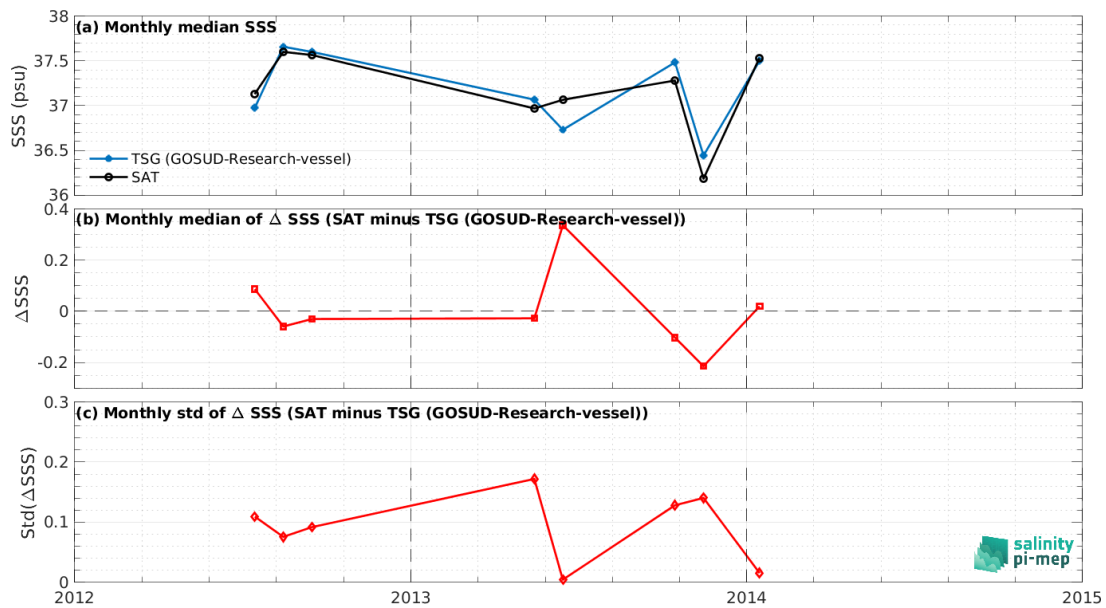 38
(a) Monthly median SSS
37.5
37
36.5
36
SSS (psu)
TSG (GOSUD-Research-vessel)
SAT
0.4
(b) Monthly median of Δ SSS (SAT minus TSG (GOSUD-Research-vessel))
0.2
0
-0.2
ΔSSS
0.3
(c) Monthly std of Δ SSS (SAT minus TSG (GOSUD-Research-vessel))
0.2
0.1
0
Std(ΔSSS)
salinity
pi-mep
2012
2013
2014
2015